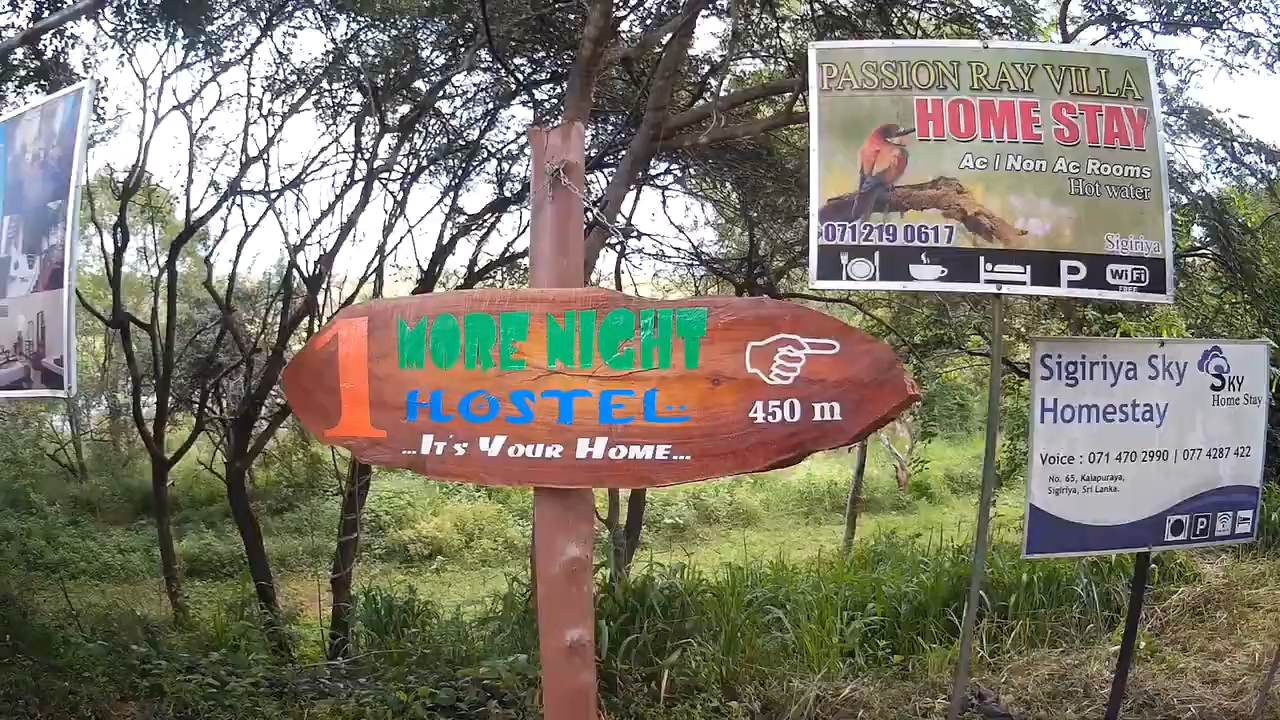 1 MORE NIGHT
HOSTEL..
...IT'S YOUR HOME...
450 m
PASSION RAY VILLA
HOME STAY
Ac / Non Ac Rooms
Hot water
071 219 0617
Sigiriya
P
WiFi
FREE
Sigiriya Sky
Homestay
SKY
Home Stay
Voice : 071 470 2990 | 077 4287 422
No. 65, Kalapuraya,
Sigiriya, Sri Lanka.
P